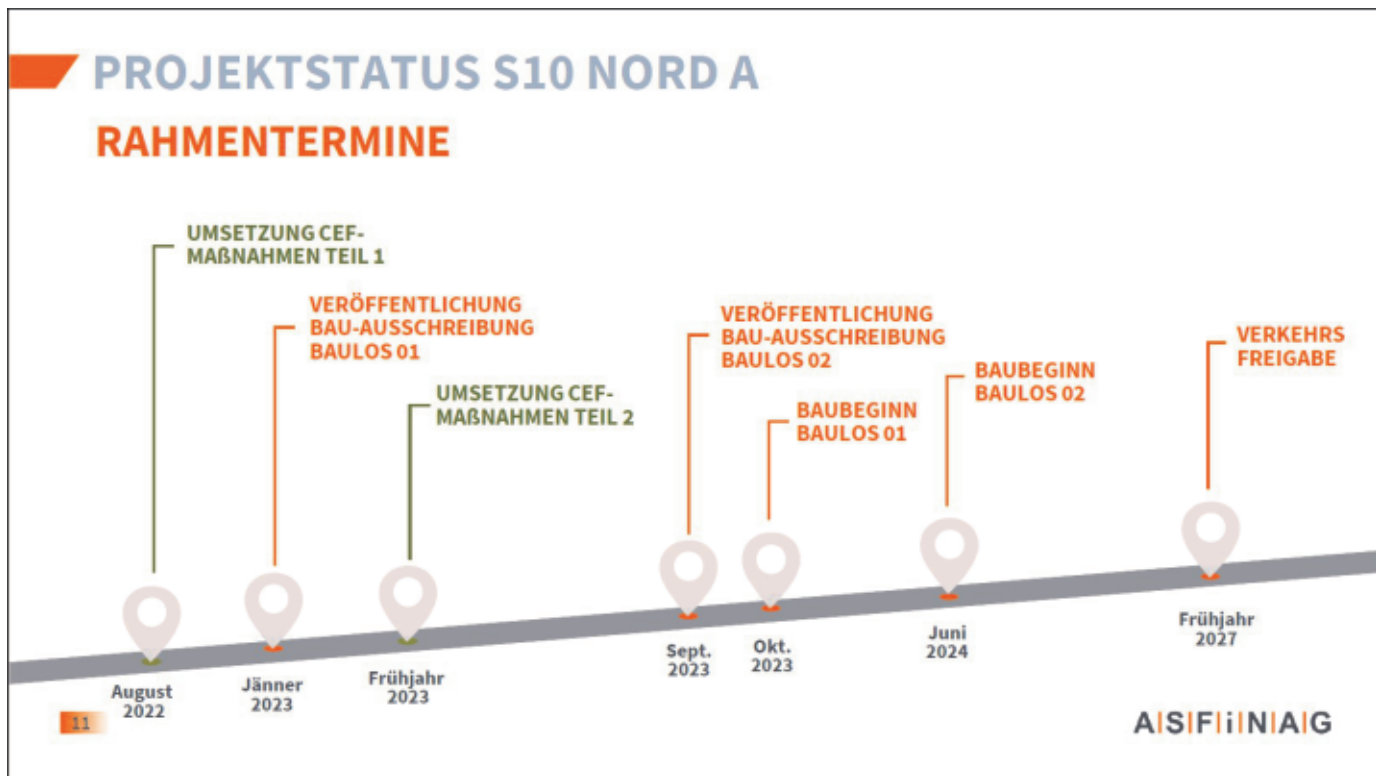 PROJEKTSTATUS S10 NORD A
RAHMENTERMINE
UMSETZUNG CEF-
MAßNAHMEN TEIL 1
VERÖFFENTLICHUNG
BAU-AUSSCHREIBUNG
BAULOS 01
UMSETZUNG CEF-
MAßNAHMEN TEIL 2
VERÖFFENTLICHUNG
BAU-AUSSCHREIBUNG
BAULOS 02
BAUBEGINN
BAULOS 01
BAUBEGINN
BAULOS 02
VERKEHRS
FREIGABE
August
2022
Jänner
2023
Frühjahr
2023
Sept.
2023
Okt.
2023
Juni
2024
Frühjahr
2027
11
A|S|F|i|N|A|G